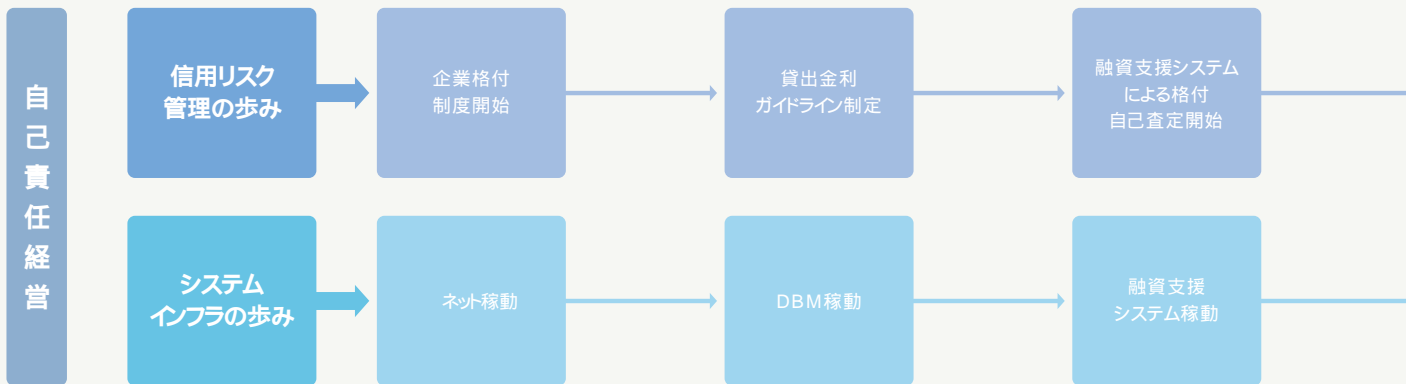 自己責任経営
信用リスク
管理の歩み
企業格付
制度開始
貸出金利
ガイドライン制定
融資支援システム
による格付
自己査定開始
システム
インフラの歩み
ネット稼動
DBM稼動
融資支援
システム稼動